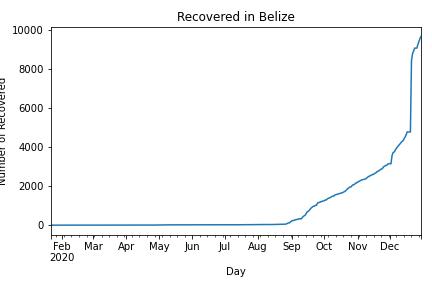 Recovered in Belize
10000
8000
6000
4000
2000
0
Number of Recovered
Feb Mar Apr May Jun Jul Aug Sep Oct Nov Dec
2020
Day